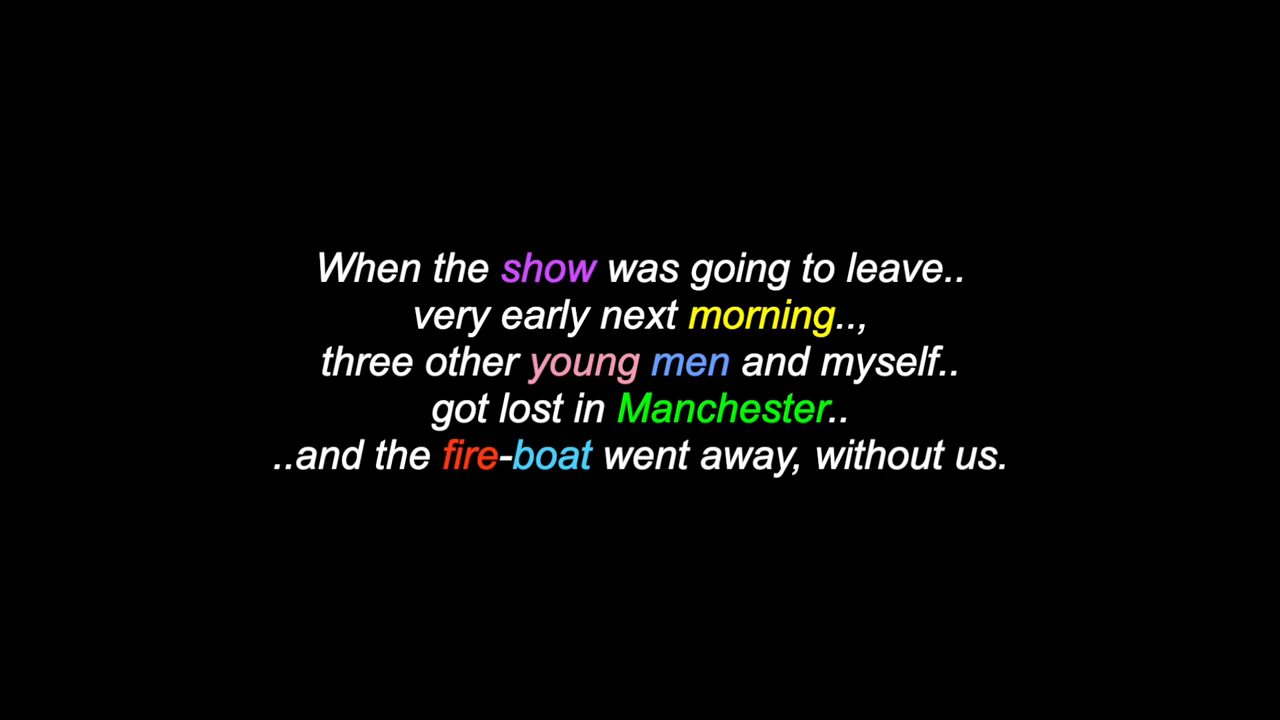 When the show was going to leave..
very early next morning..,
three other young men and myself..
got lost in Manchester..
..and the fire-boat went away, without us.